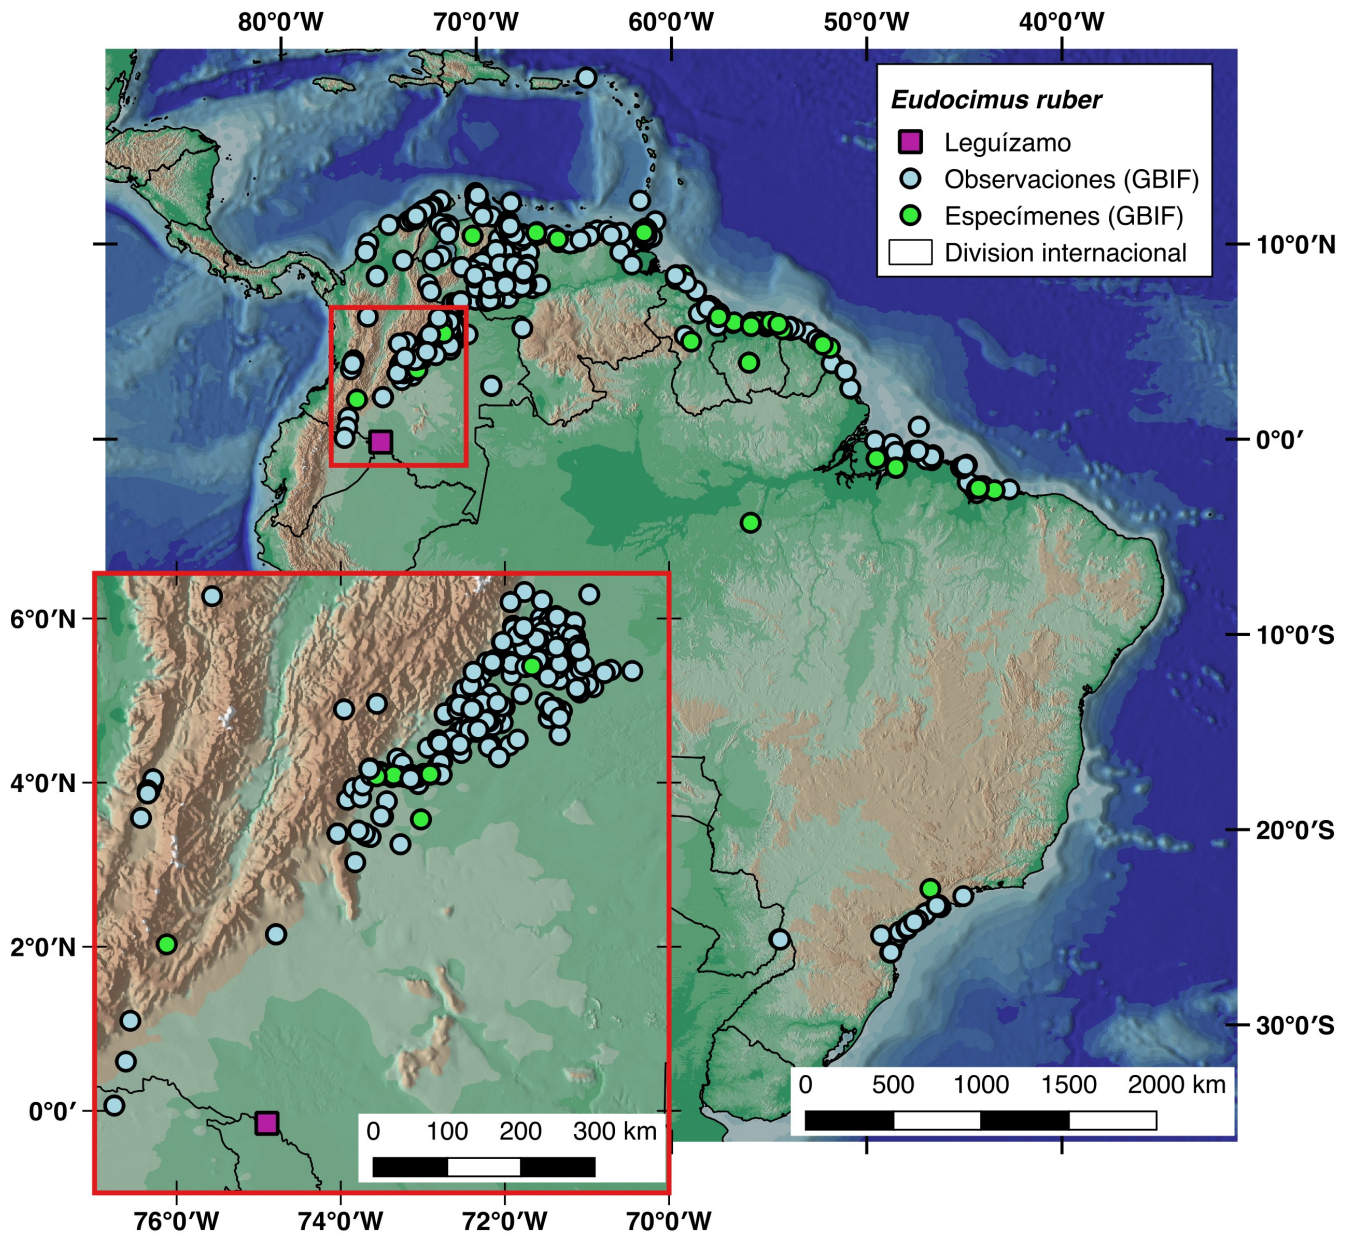 80°0′W 70°0′W 60°0′W 50°0′W 40°0′W
Eudocimus ruber
Leguízamo
Observaciones (GBIF)
Especímenes (GBIF)
Division internacional
10°0′N
0°0′
10°0′S
20°0′S
30°0′S
0 500 1000 1500 2000 km
6°0′N
4°0′N
2°0′N
0°0′
0 100 200 300 km
76°0′W 74°0′W 72°0′W 70°0′W